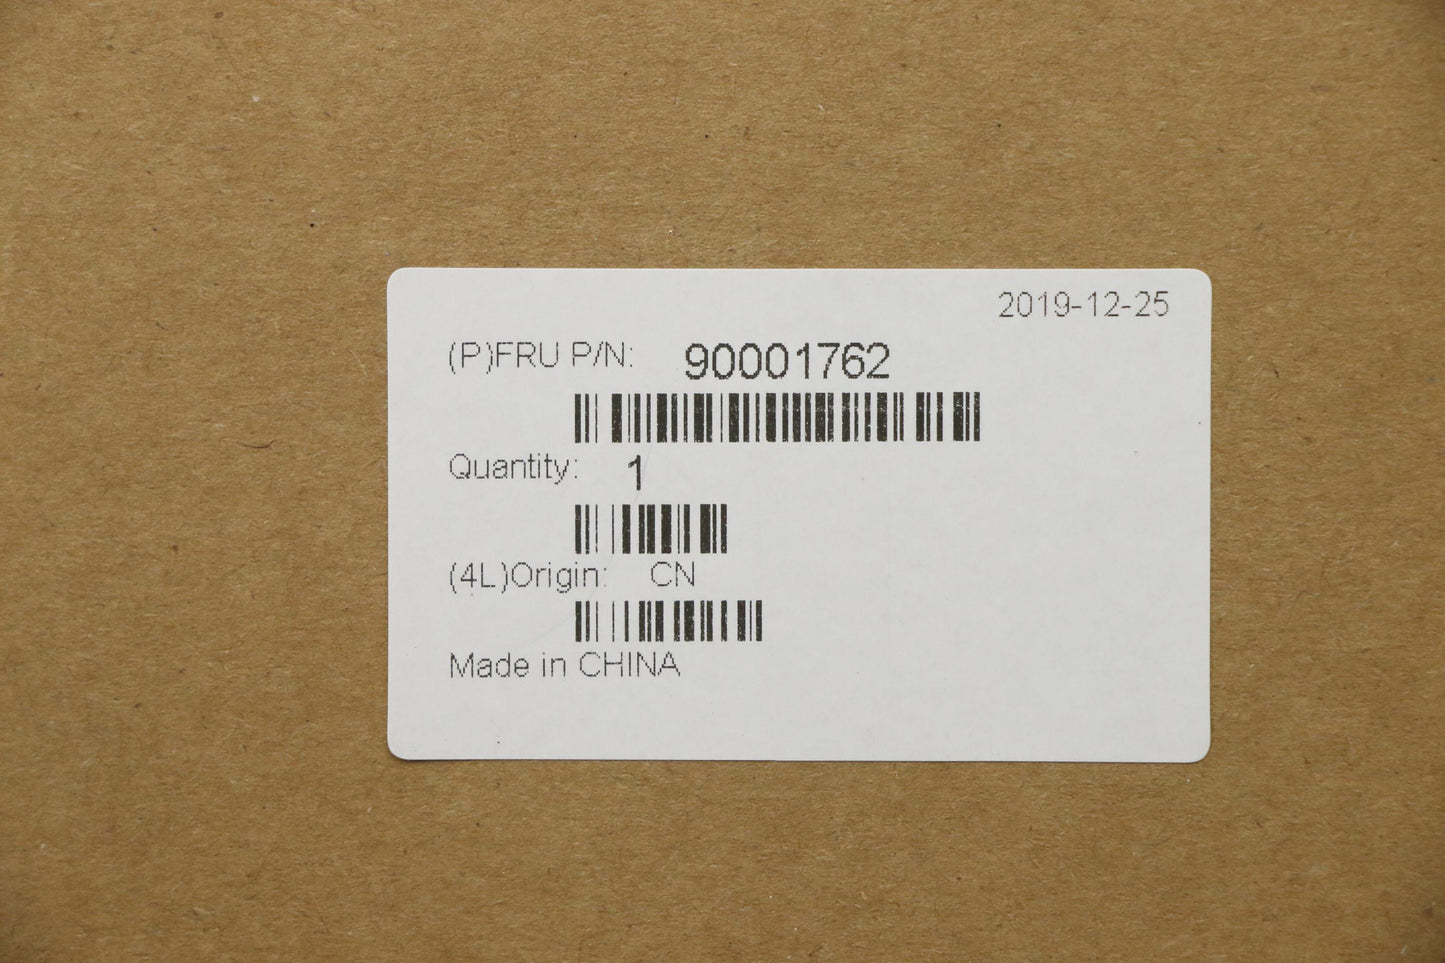 2019-12-25
(P)FRU P/N: 90001762
Quantity: 1
(4L)Origin: CN
Made in CHINA